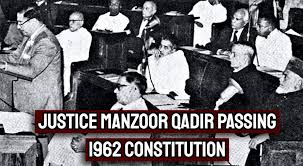 JUSTICE MANZOOR QADIR PASSING
1962 CONSTITUTION